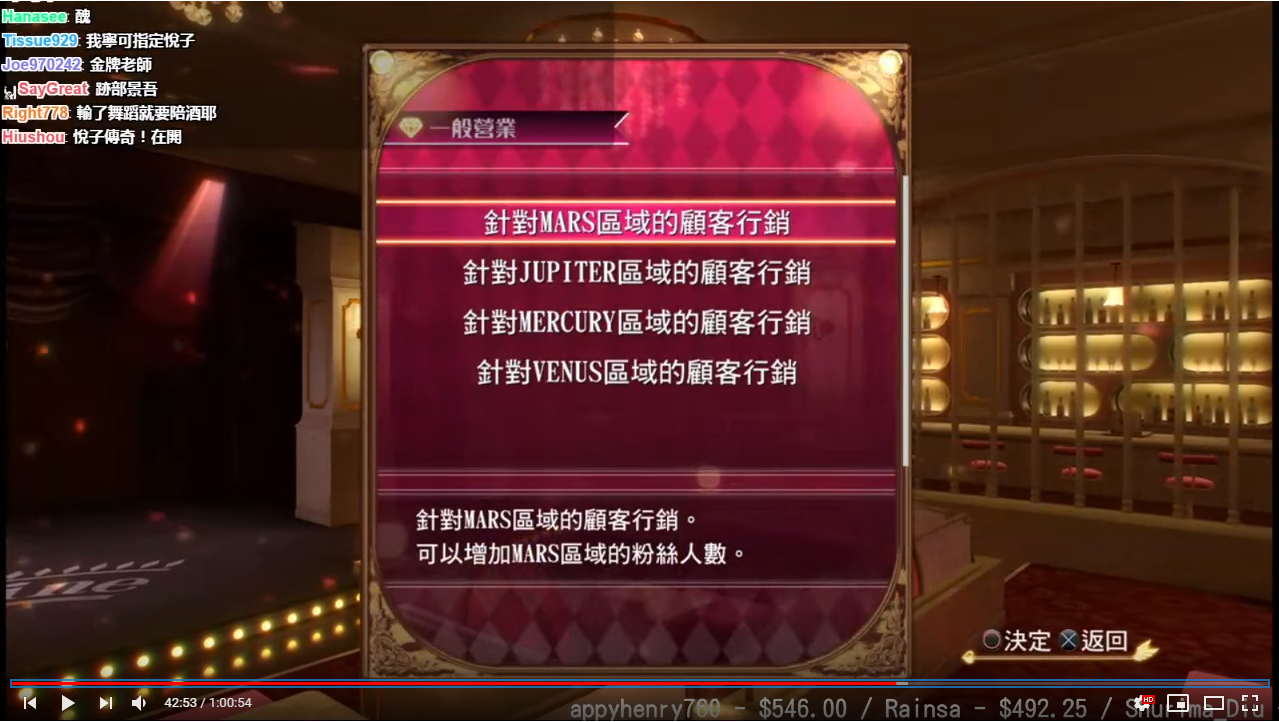 Hanasee: 醜
Tissue929: 我寧可指定悅子
Joe970242: 金牌老師
SayGreat: 跡部景吾
Right778: 輸了舞蹈就要陪酒耶
Hiushou: 悅子傳奇！在開
一般營業
針對MARS區域的顧客行銷
針對JUPITER區域的顧客行銷
針對MERCURY區域的顧客行銷
針對VENUS區域的顧客行銷
針對MARS區域的顧客行銷。
可以增加MARS區域的粉絲人數。
決定 返回
42:53 / 1:00:54
HD
appyhenry760 - $546.00 / Rainsa - $492.25 / Shurima Diu